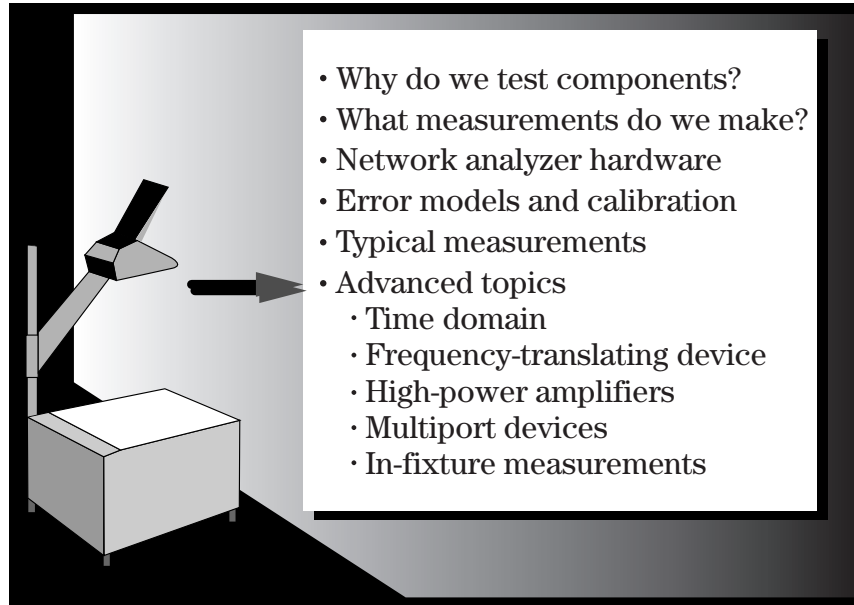 · Why do we test components?
· What measurements do we make?
· Network analyzer hardware
· Error models and calibration
· Typical measurements
· Advanced topics
· Time domain
· Frequency-translating device
· High-power amplifiers
· Multiport devices
· In-fixture measurements